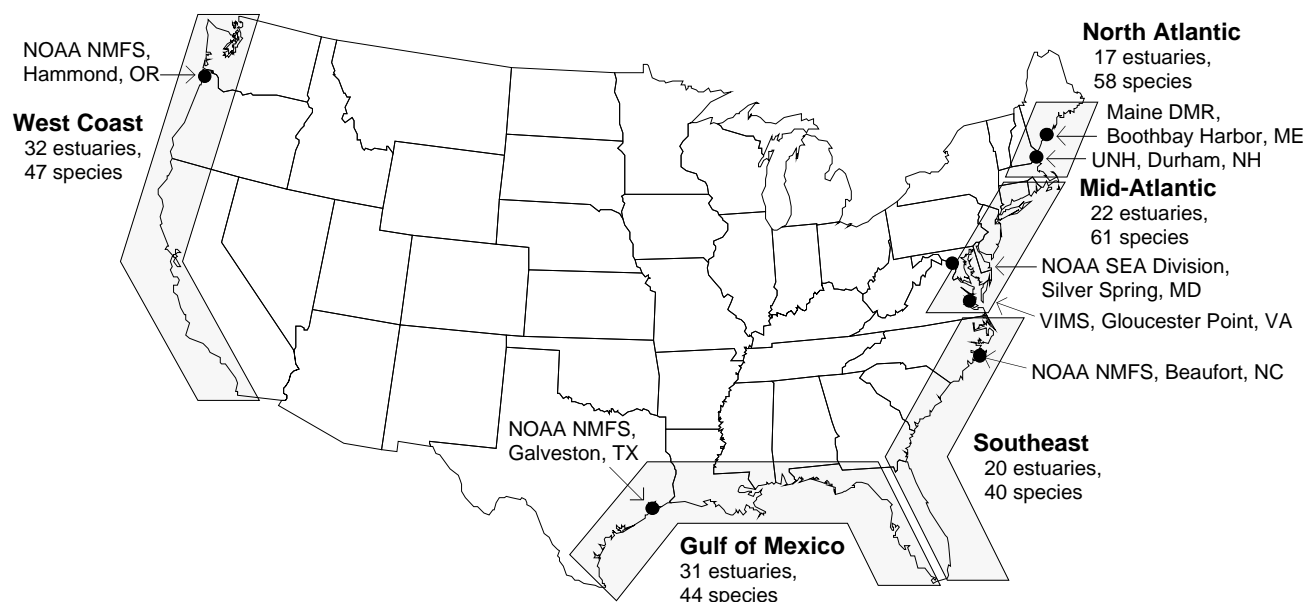 NOAA NMFS,
Hammond, OR
West Coast
32 estuaries,
47 species
North Atlantic
17 estuaries,
58 species
Maine DMR,
Boothbay Harbor, ME
UNH, Durham, NH
Mid-Atlantic
22 estuaries,
61 species
NOAA SEA Division,
Silver Spring, MD
VIMS, Gloucester Point, VA
NOAA NMFS, Beaufort, NC
Southeast
20 estuaries,
40 species
NOAA NMFS,
Galveston, TX
Gulf of Mexico
31 estuaries,
44 species